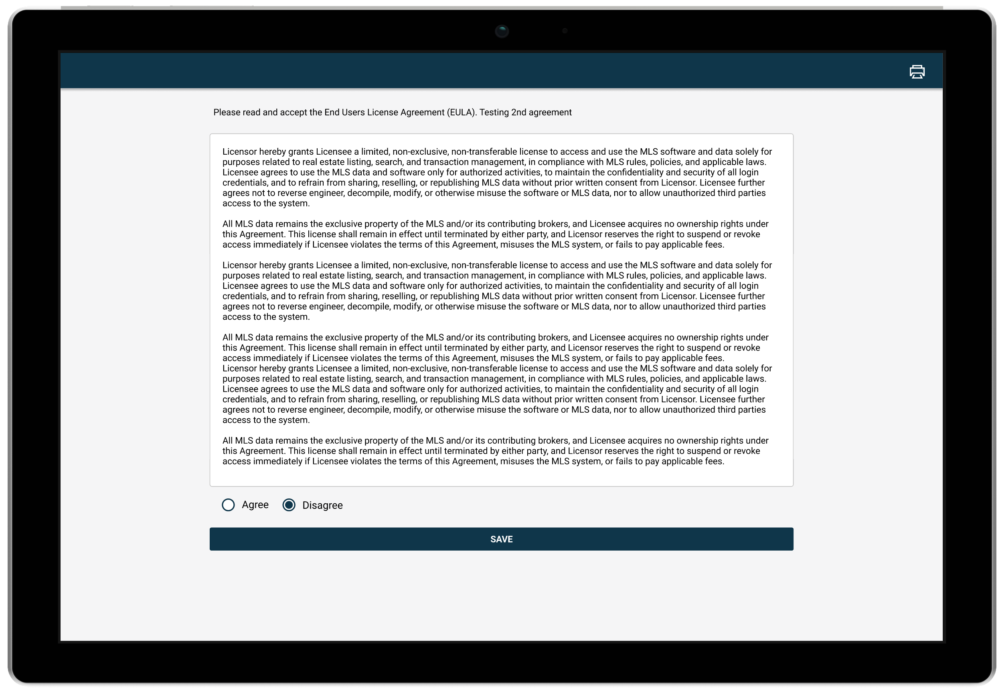 Please read and accept the End Users License Agreement (EULA). Testing 2nd agreement
Licensor hereby grants Licensee a limited, non-exclusive, non-transferable license to access and use the MLS software and data solely for
purposes related to real estate listing, search, and transaction management, in compliance with MLS rules, policies, and applicable laws.
Licensee agrees to use the MLS data and software only for authorized activities, to maintain the confidentiality and security of all login
credentials, and to refrain from sharing, reselling, or republishing MLS data without prior written consent from Licensor. Licensee further
agrees not to reverse engineer, decompile, modify, or otherwise misuse the software or MLS data, nor to allow unauthorized third parties
access to the system.
All MLS data remains the exclusive property of the MLS and/or its contributing brokers, and Licensee acquires no ownership rights under
this Agreement. This license shall remain in effect until terminated by either party, and Licensor reserves the right to suspend or revoke
access immediately if Licensee violates the terms of this Agreement, misuses the MLS system, or fails to pay applicable fees.
Licensor hereby grants Licensee a limited, non-exclusive, non-transferable license to access and use the MLS software and data solely for
purposes related to real estate listing, search, and transaction management, in compliance with MLS rules, policies, and applicable laws.
Licensee agrees to use the MLS data and software only for authorized activities, to maintain the confidentiality and security of all login
credentials, and to refrain from sharing, reselling, or republishing MLS data without prior written consent from Licensor. Licensee further
agrees not to reverse engineer, decompile, modify, or otherwise misuse the software or MLS data, nor to allow unauthorized third parties
access to the system.
All MLS data remains the exclusive property of the MLS and/or its contributing brokers, and Licensee acquires no ownership rights under
this Agreement. This license shall remain in effect until terminated by either party, and Licensor reserves the right to suspend or revoke
access immediately if Licensee violates the terms of this Agreement, misuses the MLS system, or fails to pay applicable fees.
Licensor hereby grants Licensee a limited, non-exclusive, non-transferable license to access and use the MLS software and data solely for
purposes related to real estate listing, search, and transaction management, in compliance with MLS rules, policies, and applicable laws.
Licensee agrees to use the MLS data and software only for authorized activities, to maintain the confidentiality and security of all login
credentials, and to refrain from sharing, reselling, or republishing MLS data without prior written consent from Licensor. Licensee further
agrees not to reverse engineer, decompile, modify, or otherwise misuse the software or MLS data, nor to allow unauthorized third parties
access to the system.
All MLS data remains the exclusive property of the MLS and/or its contributing brokers, and Licensee acquires no ownership rights under
this Agreement. This license shall remain in effect until terminated by either party, and Licensor reserves the right to suspend or revoke
access immediately if Licensee violates the terms of this Agreement, misuses the MLS system, or fails to pay applicable fees.
Agree Disagree
SAVE